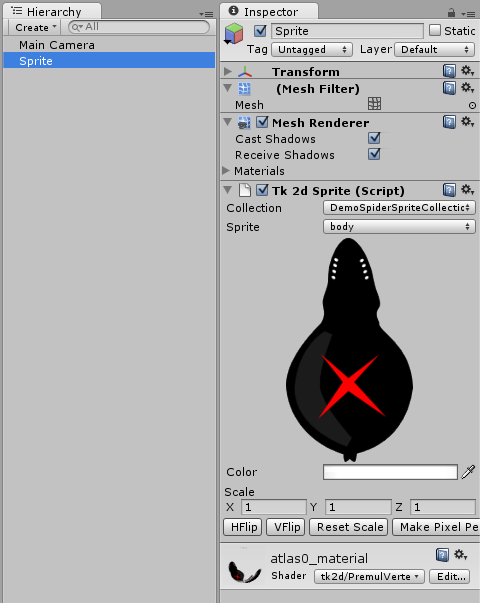 Hierarchy
Create
All
Main Camera
Sprite
Inspector
Sprite
Static
Tag Untagged Layer Default
Transform
(Mesh Filter)
Mesh
Mesh Renderer
Cast Shadows
Receive Shadows
Materials
Tk 2d Sprite (Script)
Collection DemoSpiderSpriteCollectic
Sprite body
Color
Scale
X 1 Y 1 Z 1
HFlip VFlip Reset Scale Make Pixel Pe
atlas0_material
Shader tk2d/PremulVerte Edit...